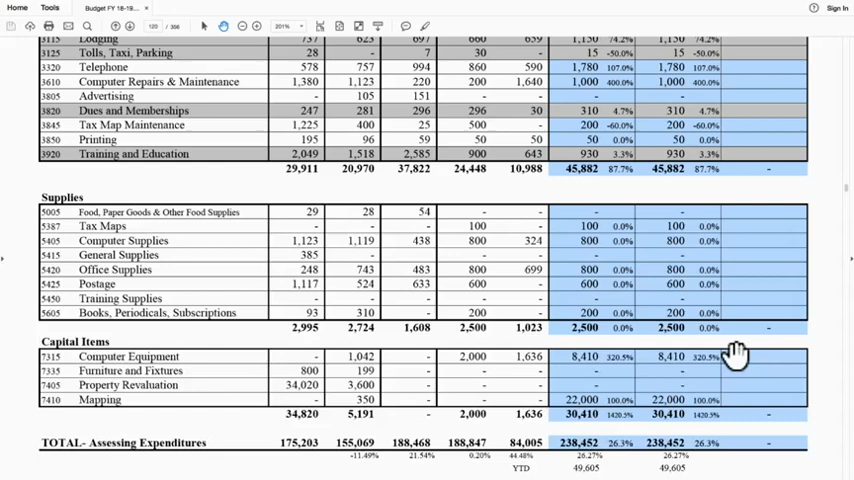 Home Tools Budget FY 18-19.... × Sign In
120 / 356 201%
3115 Lodging 737 623 697 660 639 1,150 74.2% 1,150 74.2%
3125 Tolls, Taxi, Parking 28 - 7 30 - 15 -50.0% 15 -50.0%
3320 Telephone 578 757 994 860 590 1,780 107.0% 1,780 107.0%
3610 Computer Repairs & Maintenance 1,380 1,123 220 200 1,640 1,000 400.0% 1,000 400.0%
3805 Advertising - 105 151 - -
3820 Dues and Memberships 247 281 296 296 30 310 4.7% 310 4.7%
3845 Tax Map Maintenance 1,225 400 25 500 - 200 -60.0% 200 -60.0%
3850 Printing 195 96 59 50 50 50 0.0% 50 0.0%
3920 Training and Education 2,049 1,518 2,585 900 643 930 3.3% 930 3.3%
29,911 20,970 37,822 24,448 10,988 45,882 87.7% 45,882 87.7% -
Supplies
5005 Food, Paper Goods & Other Food Supplies 29 28 54 - - - -
5387 Tax Maps - - - 100 - 100 0.0% 100 0.0%
5405 Computer Supplies 1,123 1,119 438 800 324 800 0.0% 800 0.0%
5415 General Supplies 385 - - - - - -
5420 Office Supplies 248 743 483 800 699 800 0.0% 800 0.0%
5425 Postage 1,117 524 633 600 - 600 0.0% 600 0.0%
5450 Training Supplies - - - - - - -
5605 Books, Periodicals, Subscriptions 93 310 - 200 - 200 0.0% 200 0.0%
2,995 2,724 1,608 2,500 1,023 2,500 0.0% 2,500 0.0% -
Capital Items
7315 Computer Equipment - 1,042 - 2,000 1,636 8,410 320.5% 8,410 320.5%
7335 Furniture and Fixtures 800 199 - - - - -
7405 Property Revaluation 34,020 3,600 - - - - -
7410 Mapping - 350 - - - 22,000 100.0% 22,000 100.0%
34,820 5,191 - 2,000 1,636 30,410 1420.5% 30,410 1420.5% -
TOTAL- Assessing Expenditures 175,203 155,069 188,468 188,847 84,005 238,452 26.3% 238,452 26.3% -
-11.49% 21.54% 0.20% 44.48% 26.27% 26.27%
YTD 49,605 49,605